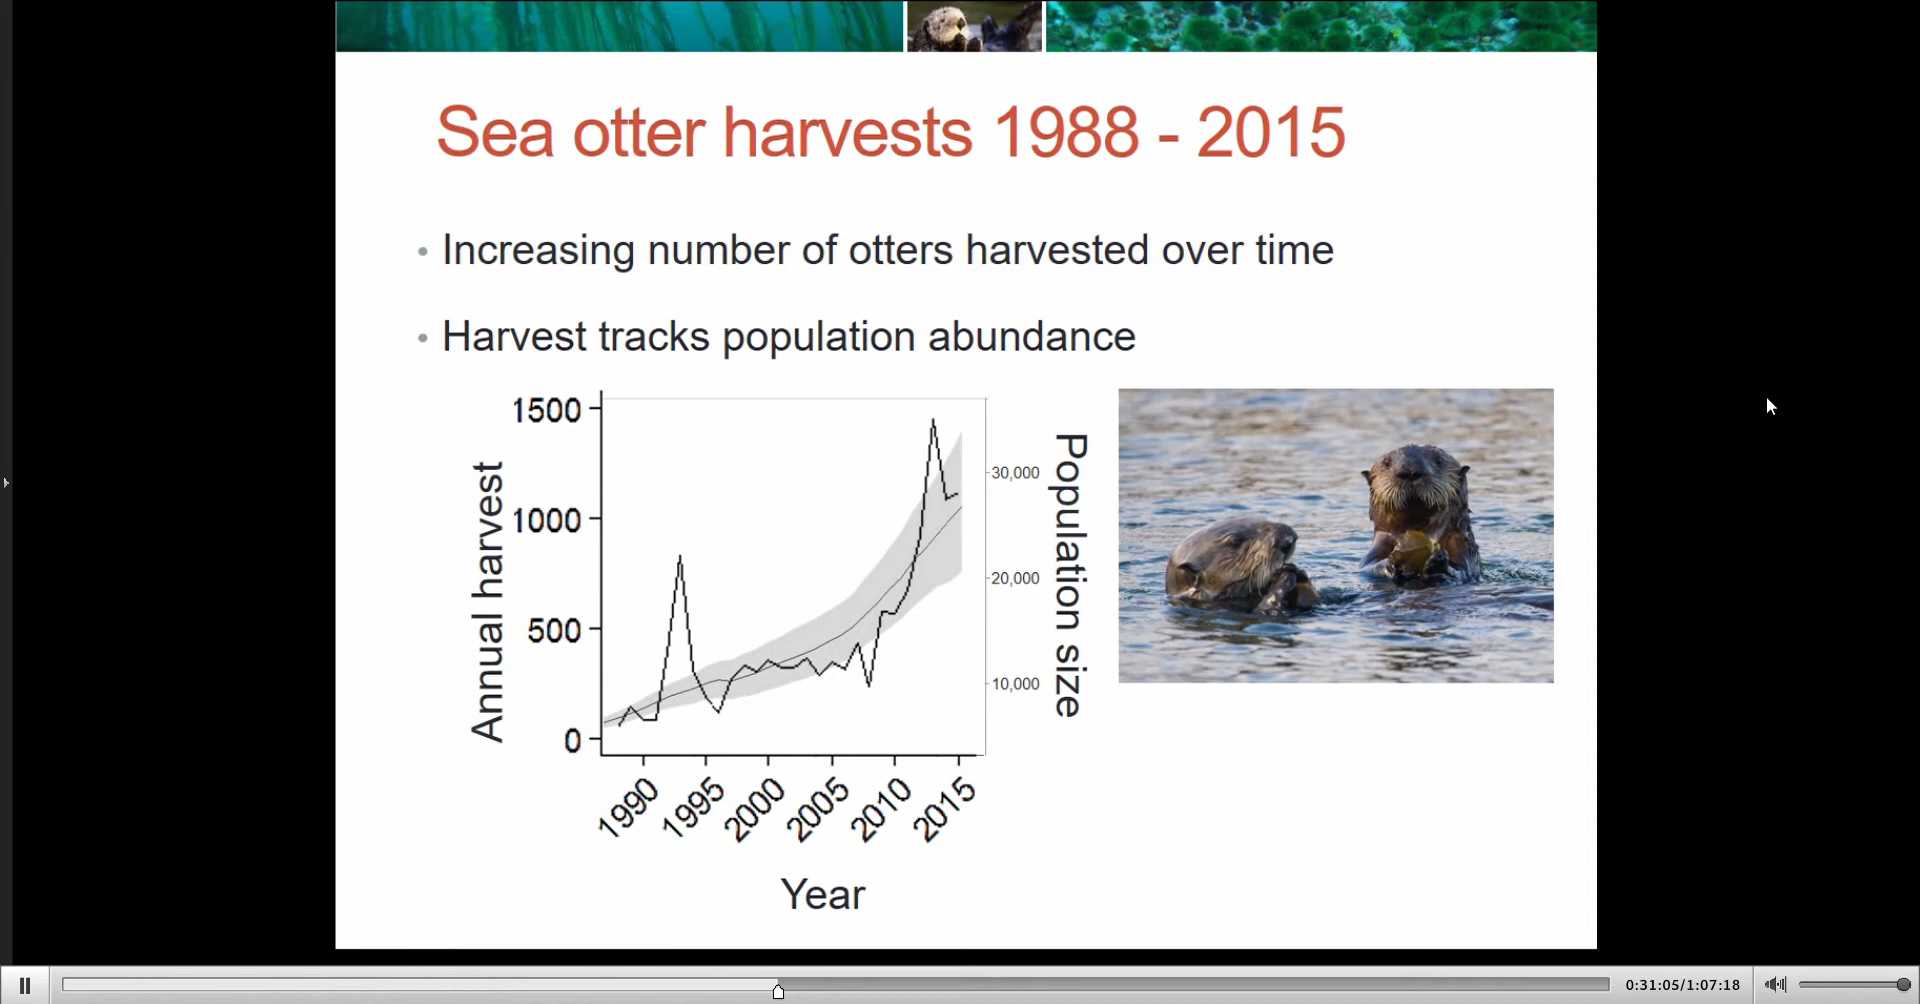 Sea otter harvests 1988 - 2015
• Increasing number of otters harvested over time
• Harvest tracks population abundance
Annual harvest
1500
1000
500
0
30,000
20,000
10,000
Population size
1990
1995
2000
2005
2010
2015
Year
0:31:05/1:07:18